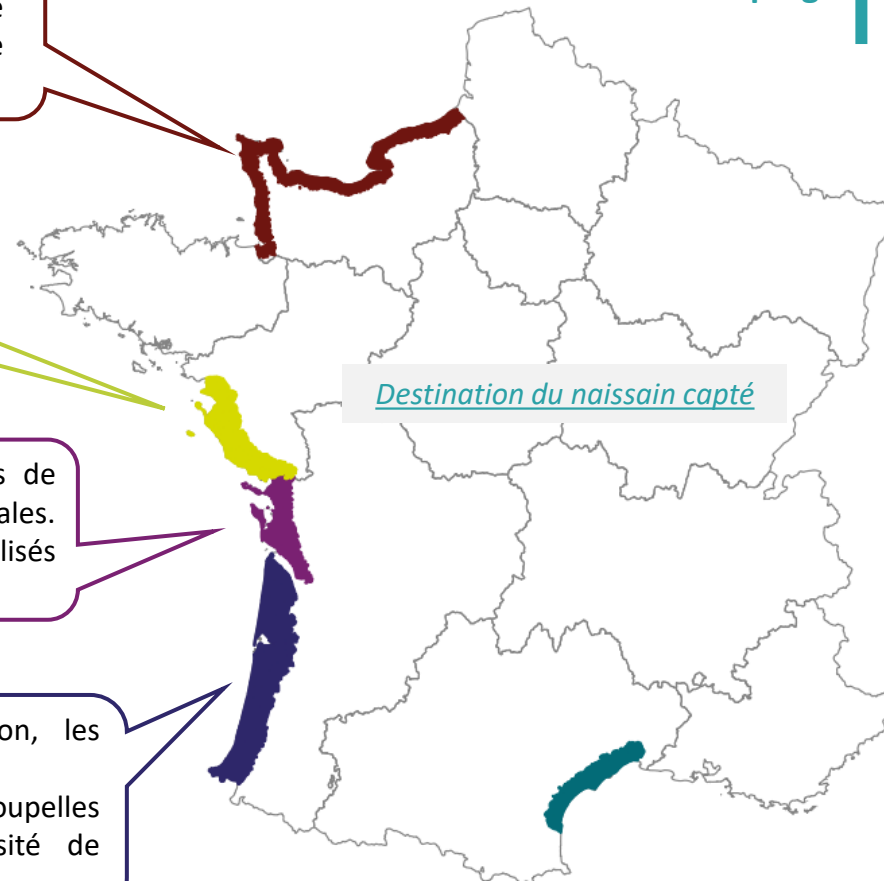 Destination du naissain capté
s de
ales.
lisés
on, les
oupelles
sité de